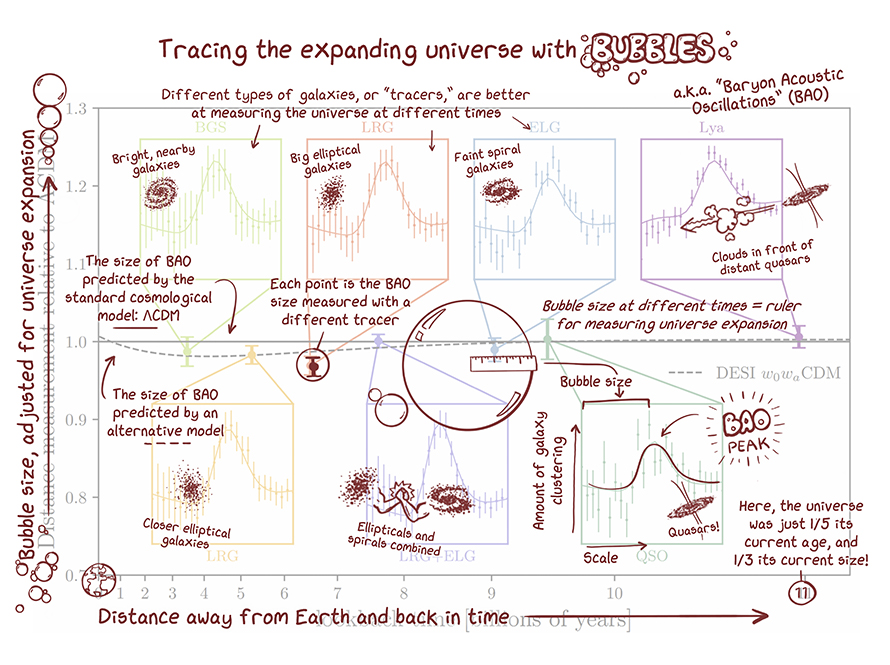 Tracing the expanding universe with BUBBLES
a.k.a. "Baryon Acoustic
Oscillations" (BAO)
Different types of galaxies, or "tracers," are better
at measuring the universe at different times
BGS
LRG
ELG
Lya
Bright, nearby
galaxies
Big elliptical
galaxies
Faint spiral
galaxies
Clouds in front of
distant quasars
The size of BAO
predicted by the
standard cosmological
model: ΛCDM
Each point is the BAO
size measured with a
different tracer
Bubble size at different times = ruler
for measuring universe expansion
DESI w0waCDM
The size of BAO
predicted by an
alternative model
Bubble size
BAO
PEAK
Amount of galaxy
clustering
Scale
Quasars!
QSO
Closer elliptical
galaxies
LRG
Ellipticals and
spirals combined
LRG+ELG
Here, the universe
was just 1/5 its
current age, and
1/3 its current size!
Bubble size, adjusted for universe expansion
Distance measurement relative to ΛCDM
1.3
1.2
1.1
1.0
0.9
0.8
1 2 3 4 5 6 7 8 9 10 11
Distance away from Earth and back in time
lookback time [billions of years]